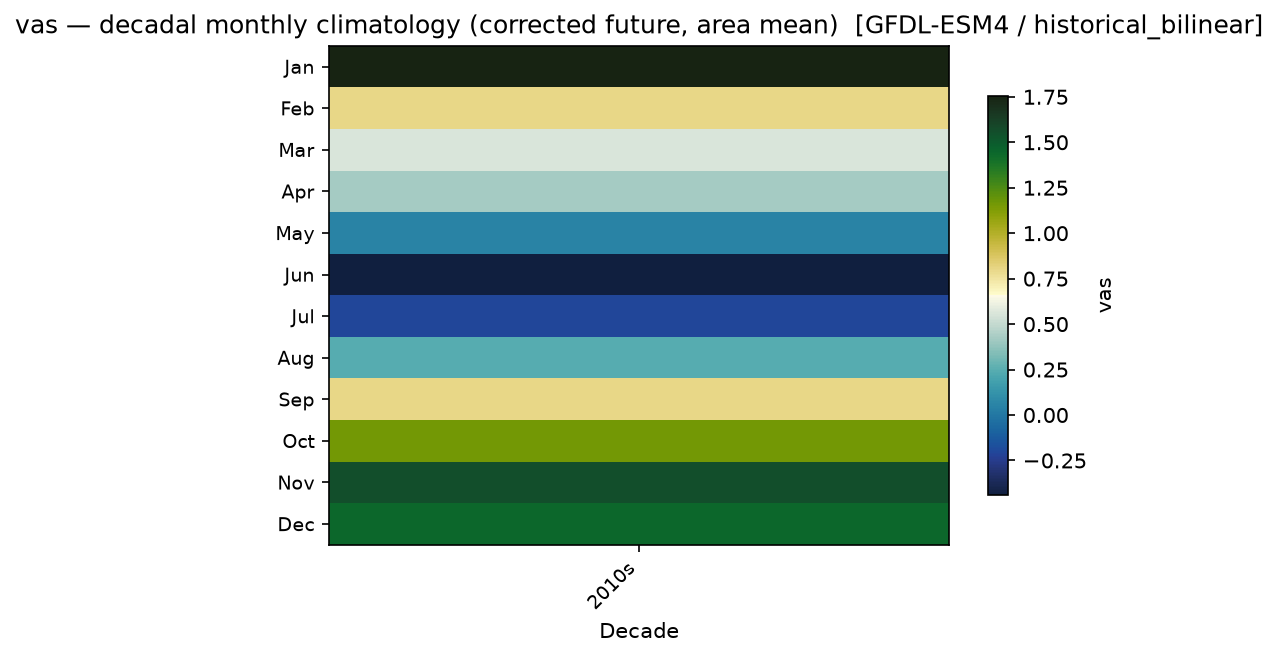 vas — decadal monthly climatology (corrected future, area mean)  [GFDL-ESM4 / historical_bilinear]
Jan
Feb
Mar
Apr
May
Jun
Jul
Aug
Sep
Oct
Nov
Dec
2010s
Decade
1.75
1.50
1.25
1.00
0.75
0.50
0.25
0.00
−0.25
vas